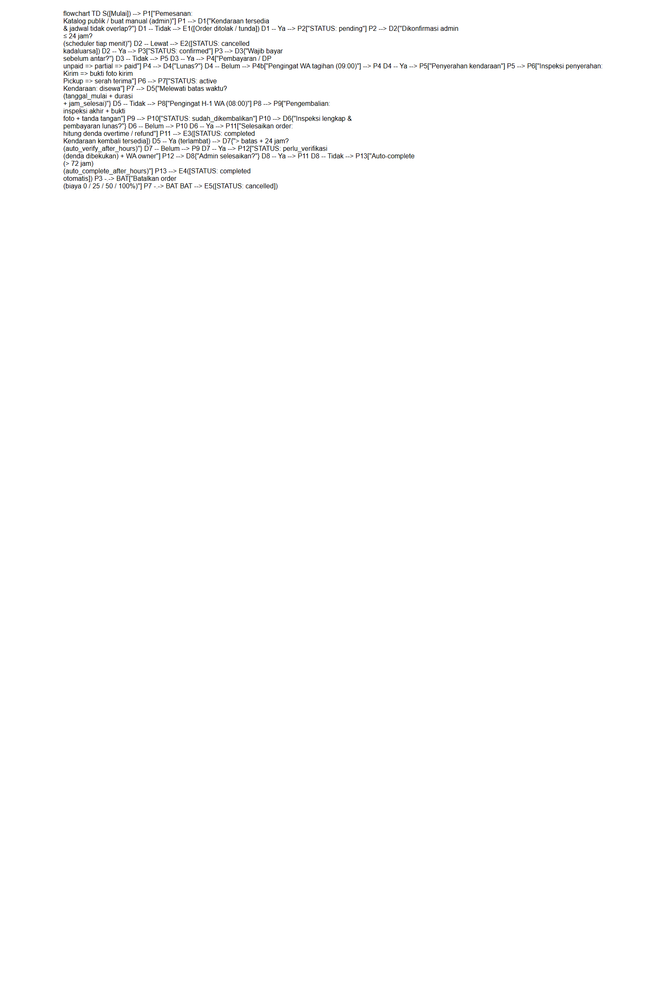 flowchart TD S([Mulai]) --> P1["Pemesanan:
Katalog publik / buat manual (admin)"] P1 --> D1{"Kendaraan tersedia
& jadwal tidak overlap?"} D1 -- Tidak --> E1([Order ditolak / tunda]) D1 -- Ya --> P2["STATUS: pending"] P2 --> D2{"Dikonfirmasi admin
≤ 24 jam?
(scheduler tiap menit)"} D2 -- Lewat --> E2([STATUS: cancelled
kadaluarsa]) D2 -- Ya --> P3["STATUS: confirmed"] P3 --> D3{"Wajib bayar
sebelum antar?"} D3 -- Tidak --> P5 D3 -- Ya --> P4["Pembayaran / DP
unpaid => partial => paid"] P4 --> D4{"Lunas?"} D4 -- Belum --> P4b["Pengingat WA tagihan (09:00)"] --> P4 D4 -- Ya --> P5["Penyerahan kendaraan"] P5 --> P6["Inspeksi penyerahan:
Kirim => bukti foto kirim
Pickup => serah terima"] P6 --> P7["STATUS: active
Kendaraan: disewa"] P7 --> D5{"Melewati batas waktu?
(tanggal_mulai + durasi
+ jam_selesai)"} D5 -- Tidak --> P8["Pengingat H-1 WA (08:00)"] P8 --> P9["Pengembalian:
inspeksi akhir + bukti
foto + tanda tangan"] P9 --> P10["STATUS: sudah_dikembalikan"] P10 --> D6{"Inspeksi lengkap &
pembayaran lunas?"} D6 -- Belum --> P10 D6 -- Ya --> P11["Selesaikan order:
hitung denda overtime / refund"] P11 --> E3([STATUS: completed
Kendaraan kembali tersedia]) D5 -- Ya (terlambat) --> D7{"> batas + 24 jam?
(auto_verify_after_hours)"} D7 -- Belum --> P9 D7 -- Ya --> P12["STATUS: perlu_verifikasi
(denda dibekukan) + WA owner"] P12 --> D8{"Admin selesaikan?"} D8 -- Ya --> P11 D8 -- Tidak --> P13["Auto-complete
(> 72 jam)
(auto_complete_after_hours)"] P13 --> E4([STATUS: completed
otomatis]) P3 -.-> BAT["Batalkan order
(biaya 0 / 25 / 50 / 100%)"] P7 -.-> BAT BAT --> E5([STATUS: cancelled])